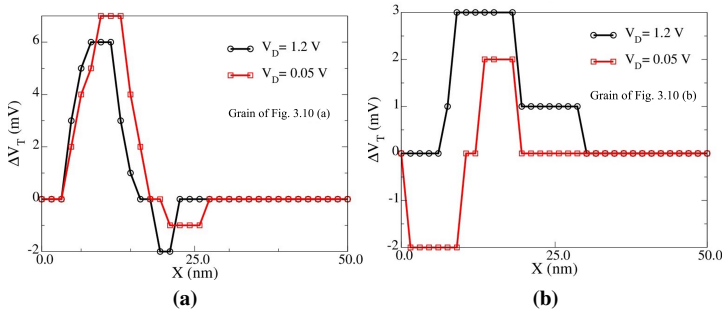 6
4
2
0
-2
ΔV_T (mV)
V_D= 1.2 V
V_D= 0.05 V
Grain of Fig. 3.10 (a)
0.0 25.0 50.0
X (nm)
(a)
3
2
1
0
-1
-2
ΔV_T (mV)
V_D= 1.2 V
V_D= 0.05 V
Grain of Fig. 3.10 (b)
0.0 25.0 50.0
X (nm)
(b)